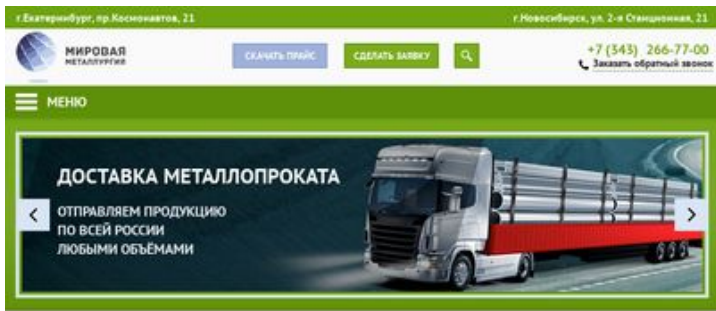 г.Екатеринбург, пр.Космонавтов, 21
г.Новосибирск, ул. 2-я Станционная, 21
МИРОВАЯ
МЕТАЛЛУРГИЯ
СКАЧАТЬ ПРАЙС
СДЕЛАТЬ ЗАЯВКУ
+7 (343) 266-77-00
Заказать обратный звонок
МЕНЮ
ДОСТАВКА МЕТАЛЛОПРОКАТА
ОТПРАВЛЯЕМ ПРОДУКЦИЮ
ПО ВСЕЙ РОССИИ
ЛЮБЫМИ ОБЪЁМАМИ